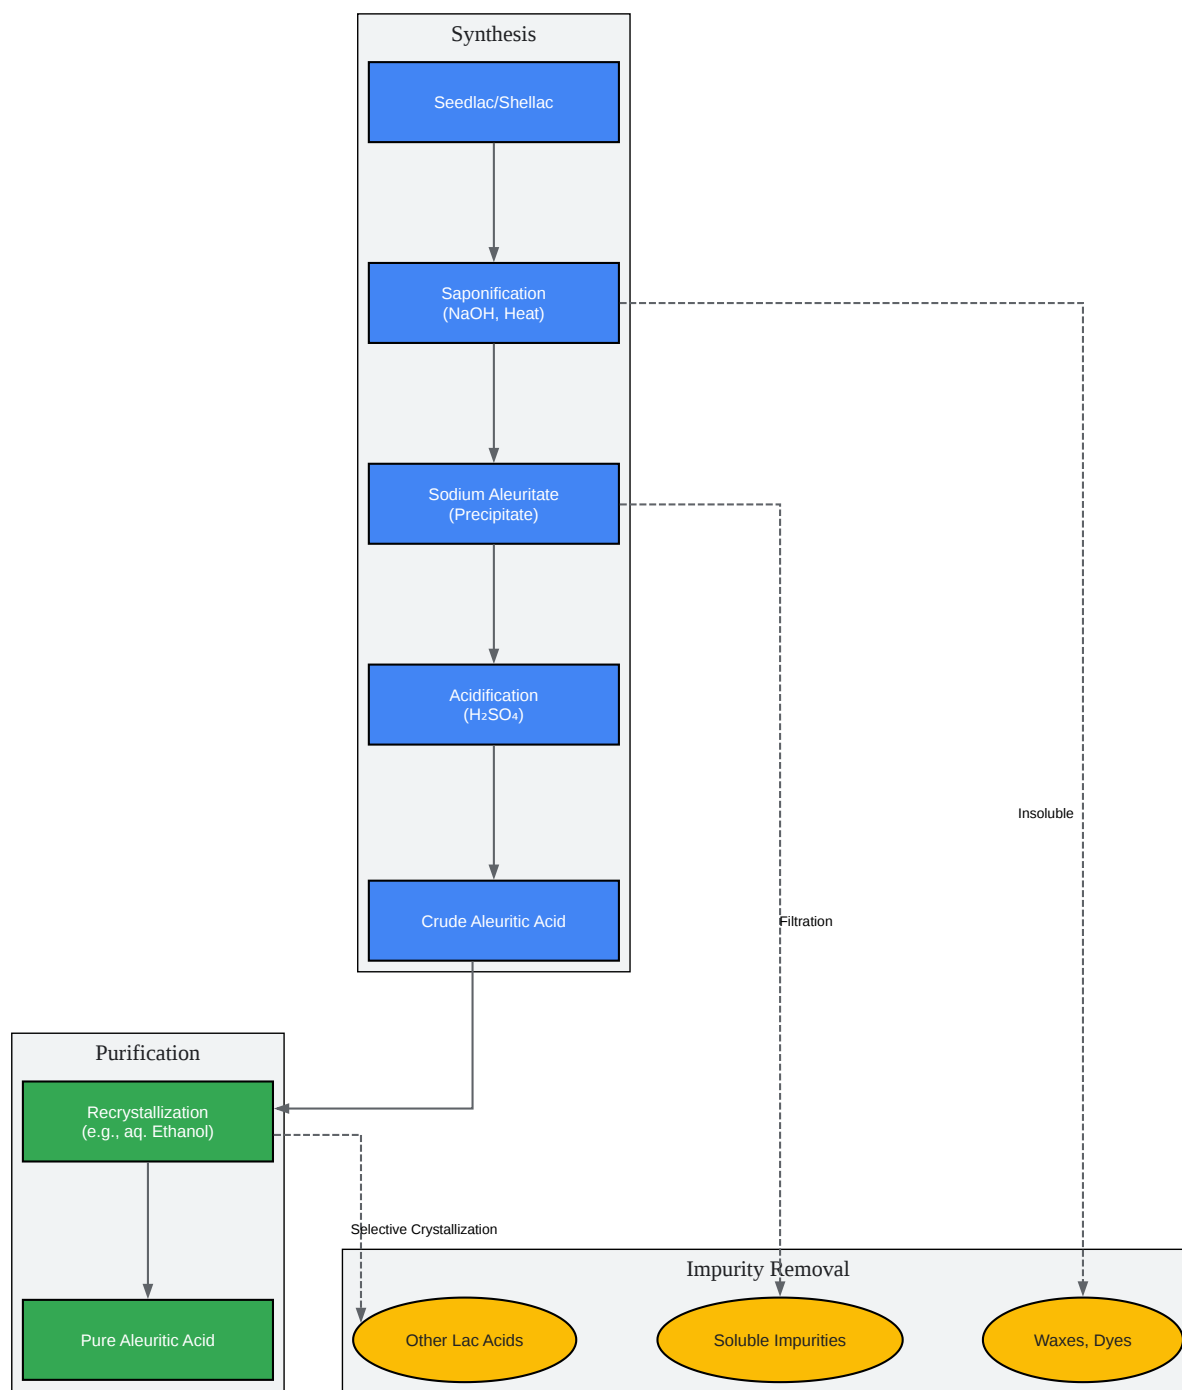 Synthesis
Seedlac/Shellac
Saponification
(NaOH, Heat)
Sodium Aleuritate
(Precipitate)
Acidification
(H₂SO₄)
Insoluble
Crude Aleuritic Acid
Filtration
Purification
Recrystallization
(e.g., aq. Ethanol)
Selective Crystallization
Impurity Removal
Pure Aleuritic Acid
Other Lac Acids
Soluble Impurities
Waxes, Dyes